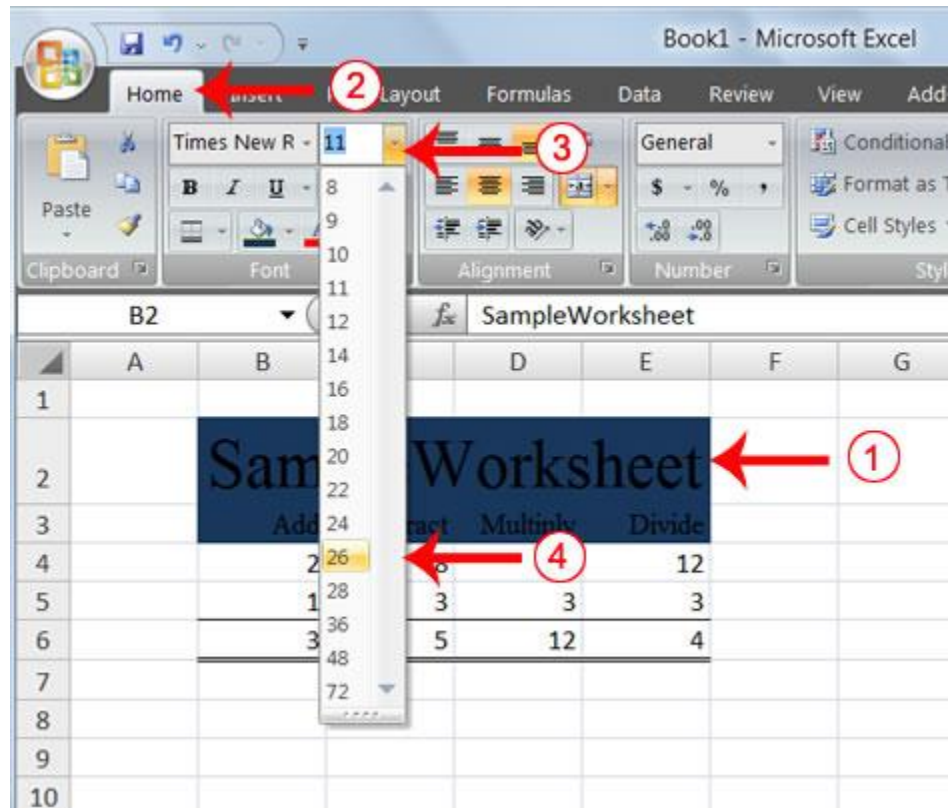 Book1 - Microsoft Excel
Home Insert Layout Formulas Data Review View Add
2
Times New R 11 General Conditional
3
B I U $ % , Format as T
Paste Cell Styles
Clipboard Font Alignment Number Styl
B2 fx SampleWorksheet
A B D E F G
8
9
10
11
12
14
16
18
20
22
24
26
28
36
48
72
1
2 Sam eWorksheet 1
3 Add ract Multiply Divide
4 2 8 12
4
5 1 3 3 3
6 3 5 12 4
7
8
9
10